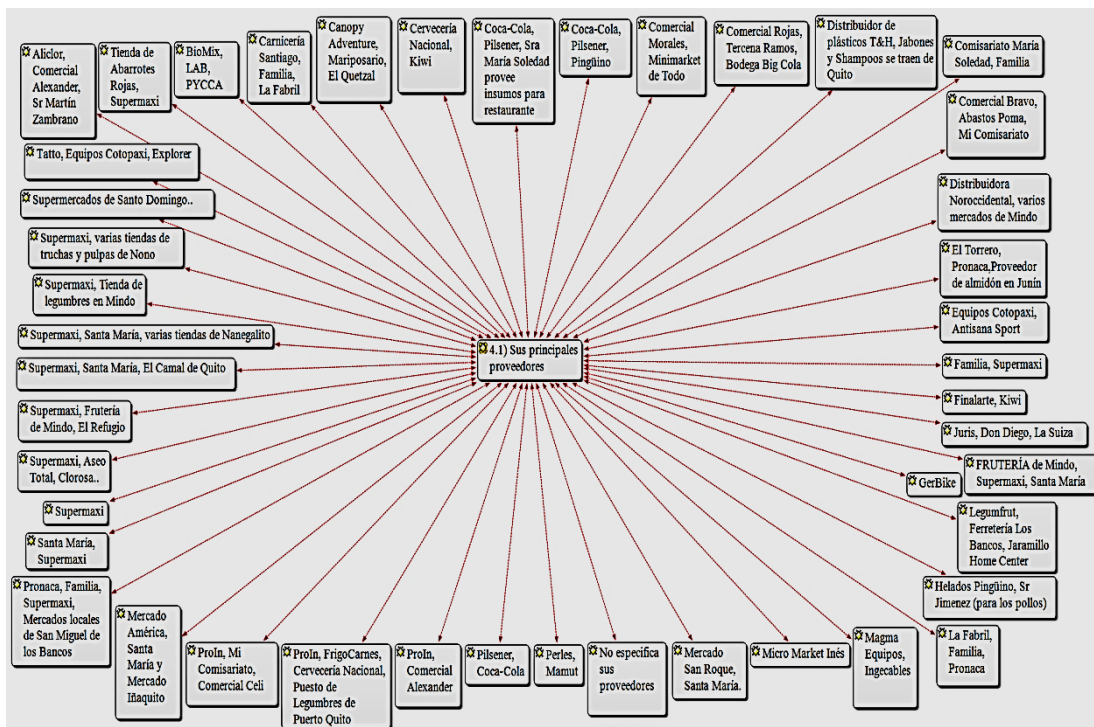 Aliclor,
Comercial
Alexander,
Sr Martín
Zambrano
Tienda de
Abarrotes
Rojas,
Supermaxi
BioMix,
LAB,
PYCCA
Carnicería
Santiago,
Familia,
La Fabril
Canopy
Adventure,
Mariposario,
El Quetzal
Cervecería
Nacional,
Kiwi
Coca-Cola,
Pilsener, Sra
María Soledad
provee
insumos para
restaurante
Coca-Cola,
Pilsener,
Pingüino
Comercial
Morales,
Minimarket
de Todo
Comercial Rojas,
Tercena Ramos,
Bodega Big Cola
Distribuidor de
plásticos T&H, Jabones
y Shampoos se traen de
Quito
Comisariato María
Soledad, Familia
Comercial Bravo,
Abastos Poma,
Mi Comisariato
Tatto, Equipos Cotopaxi, Explorer
Supermercados de Santo Domingo..
Distribuidora
Noroccidental, varios
mercados de Mindo
Supermaxi, varias tiendas de
truchas y pulpas de Nono
El Torrero,
Pronaca,Proveedor
de almidón en Junín
Supermaxi, Tienda de
legumbres en Mindo
Equipos Cotopaxi,
Antisana Sport
Supermaxi, Santa María, varias tiendas de Nanegalito
4.1) Sus principales
proveedores
Familia, Supermaxi
Supermaxi, Santa María, El Camal de Quito
Finalarte, Kiwi
Supermaxi, Frutería
de Mindo, El Refugio
Juris, Don Diego, La Suiza
Supermaxi, Aseo
Total, Clorosa..
FRUTERÍA de Mindo,
Supermaxi, Santa María
GerBike
Supermaxi
Legumfrut,
Ferretería Los
Bancos, Jaramillo
Home Center
Santa María,
Supermaxi
Helados Pingüino, Sr
Jimenez (para los pollos)
Pronaca, Familia,
Supermaxi,
Mercados locales
de San Miguel de
los Bancos
Mercado
América,
Santa
María y
Mercado
Iñaquito
ProIn, Mi
Comisariato,
Comercial Celi
ProIn, FrigoCarnes,
Cervecería Nacional,
Puesto de
Legumbres de
Puerto Quito
ProIn,
Comercial
Alexander
Pilsener,
Coca-Cola
Perles,
Mamut
No especifica
sus
proveedores
Mercado
San Roque,
Santa María.
Micro Market Inés
Magma
Equipos,
Ingecables
La Fabril,
Familia,
Pronaca